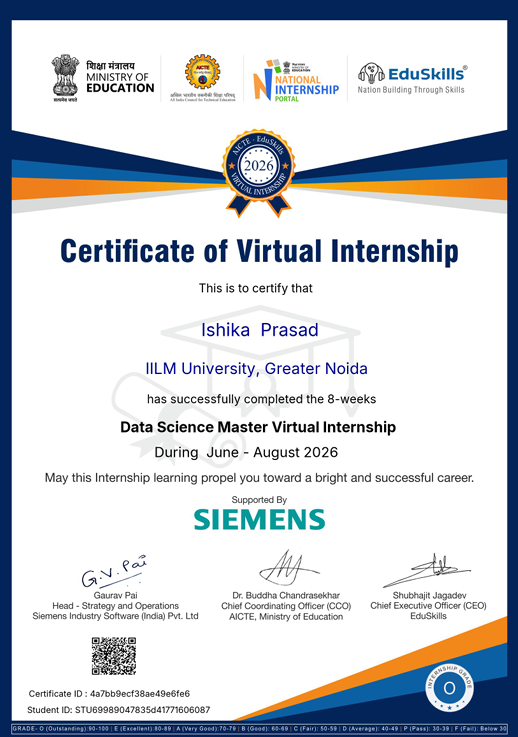 शिक्षा मंत्रालय
MINISTRY OF
EDUCATION
सत्यमेव जयते
AICTE
अखिल भारतीय तकनीकी शिक्षा परिषद्
All India Council for Technical Education
MINISTRY OF
EDUCATION
NATIONAL
INTERNSHIP
PORTAL
EduSkills®
Nation Building Through Skills
AICTE - EduSkills
2026
VIRTUAL INTERNSHIP
Certificate of Virtual Internship
This is to certify that
Ishika Prasad
IILM University, Greater Noida
has successfully completed the 8-weeks
Data Science Master Virtual Internship
During June - August 2026
May this Internship learning propel you toward a bright and successful career.
Supported By
SIEMENS
G.V. Pai
Gaurav Pai
Head - Strategy and Operations
Siemens Industry Software (India) Pvt. Ltd
Dr. Buddha Chandrasekhar
Chief Coordinating Officer (CCO)
AICTE, Ministry of Education
Shubhajit Jagadev
Chief Executive Officer (CEO)
EduSkills
Certificate ID : 4a7bb9ecf38ae49e6fe6
Student ID: STU69989047835d41771606087
INTERNSHIP GRADE
O
GRADE- O (Outstanding):90-100 | E (Excellent):80-89 | A (Very Good):70-79 | B (Good): 60-69 | C (Fair): 50-59 | D (Average): 40-49 | P (Pass): 30-39 | F (Fail): Below 30